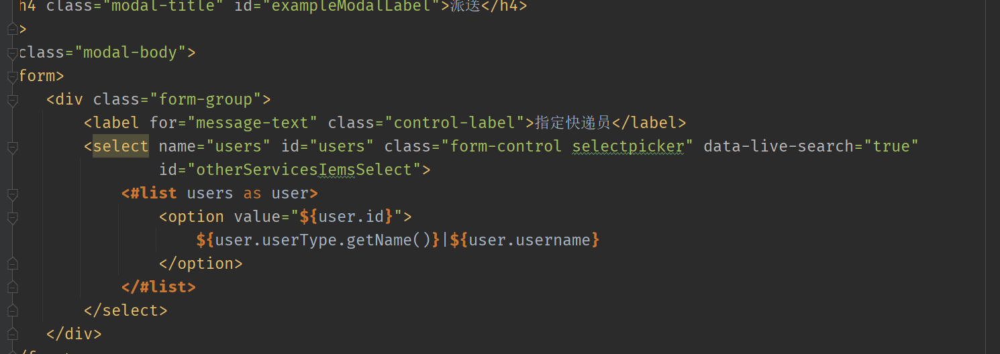 h4 class="modal-title" id="exampleModalLabel">派送</h4>
>
class="modal-body">
form>
<div class="form-group">
<label for="message-text" class="control-label">指定快递员</label>
<select name="users" id="users" class="form-control selectpicker" data-live-search="true"
id="otherServicesIemsSelect">
<#list users as user>
<option value="${user.id}">
${user.userType.getName()}|${user.username}
</option>
</#list>
</select>
</div>